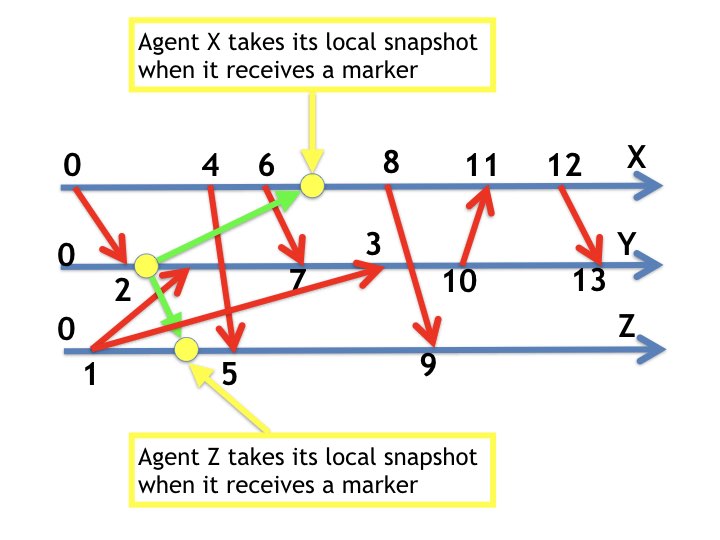 Agent X takes its local snapshot
when it receives a marker
0 4 6 8 11 12 X
0 2 7 3 10 13 Y
0 1 5 9 Z
Agent Z takes its local snapshot
when it receives a marker